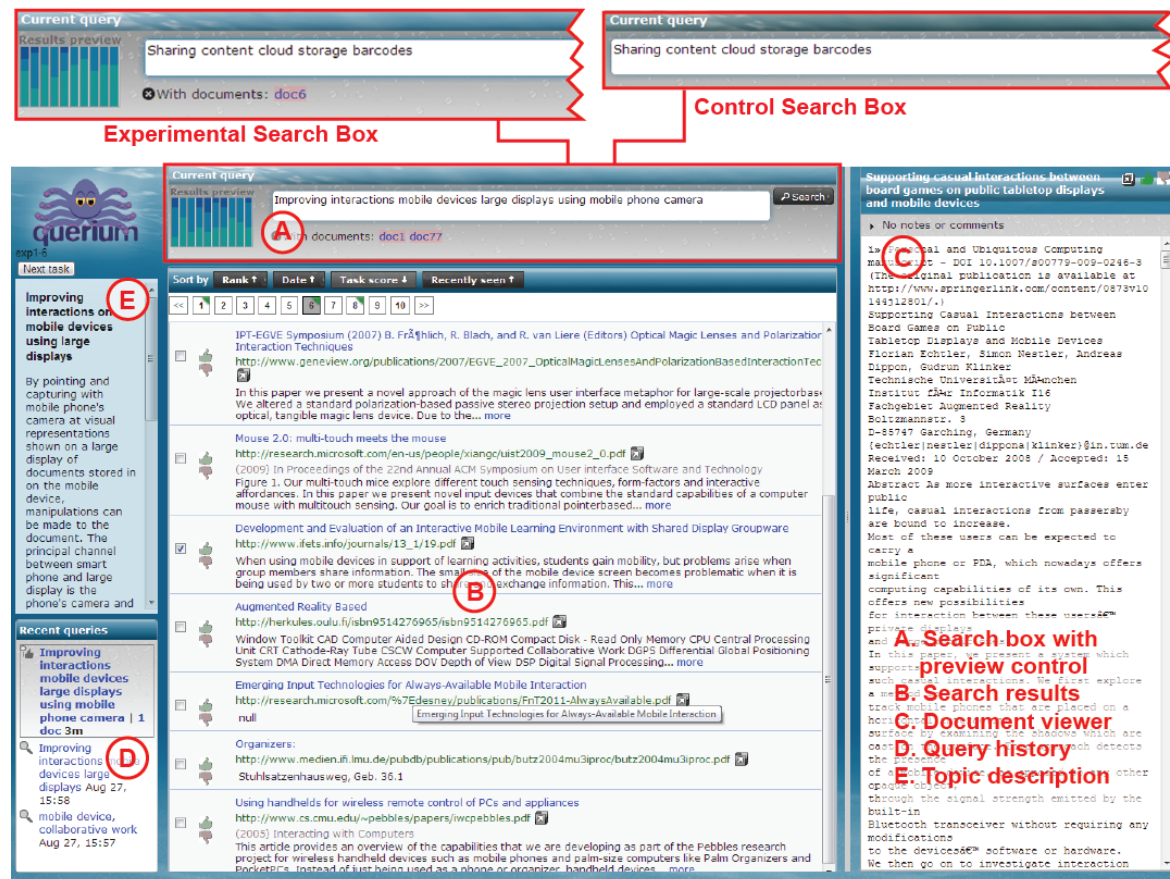 Current query
Results preview
Sharing content cloud storage barcodes
With documents: doc6
Experimental Search Box
Current query
Sharing content cloud storage barcodes
Control Search Box
querium
exp1-6
Next task
E
Improving
interactions on
mobile devices
using large
displays
By pointing and
capturing with
mobile phone's
camera at visual
representations
shown on a large
display of
documents stored in
on the mobile
device,
manipulations can
be made to the
document. The
principal channel
between smart
phone and large
display is the
phone's camera and
Recent queries
Improving
interactions
mobile devices
large displays
using mobile
phone camera | 1
doc 3m
Improving
interactions mobile
devices large
displays Aug 27,
15:58
D
mobile device,
collaborative work
Aug 27, 15:57
Current query
Results preview
Improving interactions mobile devices large displays using mobile phone camera
Search
A
With documents: doc1 doc77
Sort by Rank↑ Date↑ Task score↓ Recently seen↑
<< 1 2 3 4 5 6 7 8 9 10 >>
IPT-EGVE Symposium (2007) B. FrÃ¶hlich, R. Blach, and R. van Liere (Editors) Optical Magic Lenses and Polarization
Interaction Techniques
http://www.geneview.org/publications/2007/EGVE_2007_OpticalMagicLensesAndPolarizationBasedInteractionTec
In this paper we present a novel approach of the magic lens user interface metaphor for large-scale projectorbase
We altered a standard polarization-based passive stereo projection setup and employed a standard LCD panel as
optical, tangible magic lens device. Due to the... more
Mouse 2.0: multi-touch meets the mouse
http://research.microsoft.com/en-us/people/xiangc/uist2009_mouse2_0.pdf
(2009) In Proceedings of the 22nd Annual ACM Symposium on User interface Software and Technology
Figure 1. Our multi-touch mice explore different touch sensing techniques, form-factors and interactive
affordances. In this paper we present novel input devices that combine the standard capabilities of a computer
mouse with multitouch sensing. Our goal is to enrich traditional pointerbased... more
Development and Evaluation of an Interactive Mobile Learning Environment with Shared Display Groupware
http://www.ifets.info/journals/13_1/19.pdf
When using mobile devices in support of learning activities, students gain mobility, but problems arise when
group members share information. The small size of the mobile device screen becomes problematic when it is
being used by two or more students to share and exchange information. This... more
B
Augmented Reality Based
http://herkules.oulu.fi/isbn9514276965/isbn9514276965.pdf
Window Toolkit CAD Computer Aided Design CD-ROM Compact Disk - Read Only Memory CPU Central Processing
Unit CRT Cathode-Ray Tube CSCW Computer Supported Collaborative Work DGPS Differential Global Positioning
System DMA Direct Memory Access DOV Depth of View DSP Digital Signal Processing... more
Emerging Input Technologies for Always-Available Mobile Interaction
http://research.microsoft.com/%7Edesney/publications/FnT2011-AlwaysAvailable.pdf
null
Emerging Input Technologies for Always-Available Mobile Interaction
Organizers:
http://www.medien.ifi.lmu.de/pubdb/publications/pub/butz2004mu3iproc/butz2004mu3iproc.pdf
Stuhlsatzenhausweg, Geb. 36.1
Using handhelds for wireless remote control of PCs and appliances
http://www.cs.cmu.edu/~pebbles/papers/iwcpebbles.pdf
(2005) Interacting with Computers
This article provides an overview of the capabilities that we are developing as part of the Pebbles research
project for wireless handheld devices such as mobile phones and palm-size computers like Palm Organizers and
PocketPCs. Instead of just being used as a phone or organizer, handheld devices... more
Supporting casual interactions between
board games on public tabletop displays
and mobile devices
No notes or comments
C
1» Personal and Ubiquitous Computing
manuscript - DOI 10.1007/s00779-009-0246-3
(The original publication is available at
http://www.springerlink.com/content/0873v10
144j12801/.)
Supporting Casual Interactions between
Board Games on Public
Tabletop Displays and Mobile Devices
Florian Echtler, Simon Nestler, Andreas
Dippon, Gudrun Klinker
Technische UniversitÃ¤t MÃ¼nchen
Institut fÃ¼r Informatik I16
Fachgebiet Augmented Reality
Boltzmannstr. 3
D-85747 Garching, Germany
{echtler|nestler|dippona|klinker}@in.tum.de
Received: 10 October 2008 / Accepted: 15
March 2009
Abstract As more interactive surfaces enter
public
life, casual interactions from passersby
are bound to increase.
Most of these users can be expected to
carry a
mobile phone or PDA, which nowadays offers
significant
computing capabilities of its own. This
offers new possibilities
for interaction between these usersâ€™
private displays
and
In this paper, we present a system which
supports
such casual interactions. We first explore
a method
track mobile phones that are placed on a
horizontal
surface by examining the shadows which are
cast
the presence
of a
opaque object,
through the signal strength emitted by the
built-in
Bluetooth transceiver without requiring any
modifications
to the devicesâ€™ software or hardware.
We then go on to investigate interaction
A. Search box with
preview control
B. Search results
C. Document viewer
D. Query history
E. Topic description